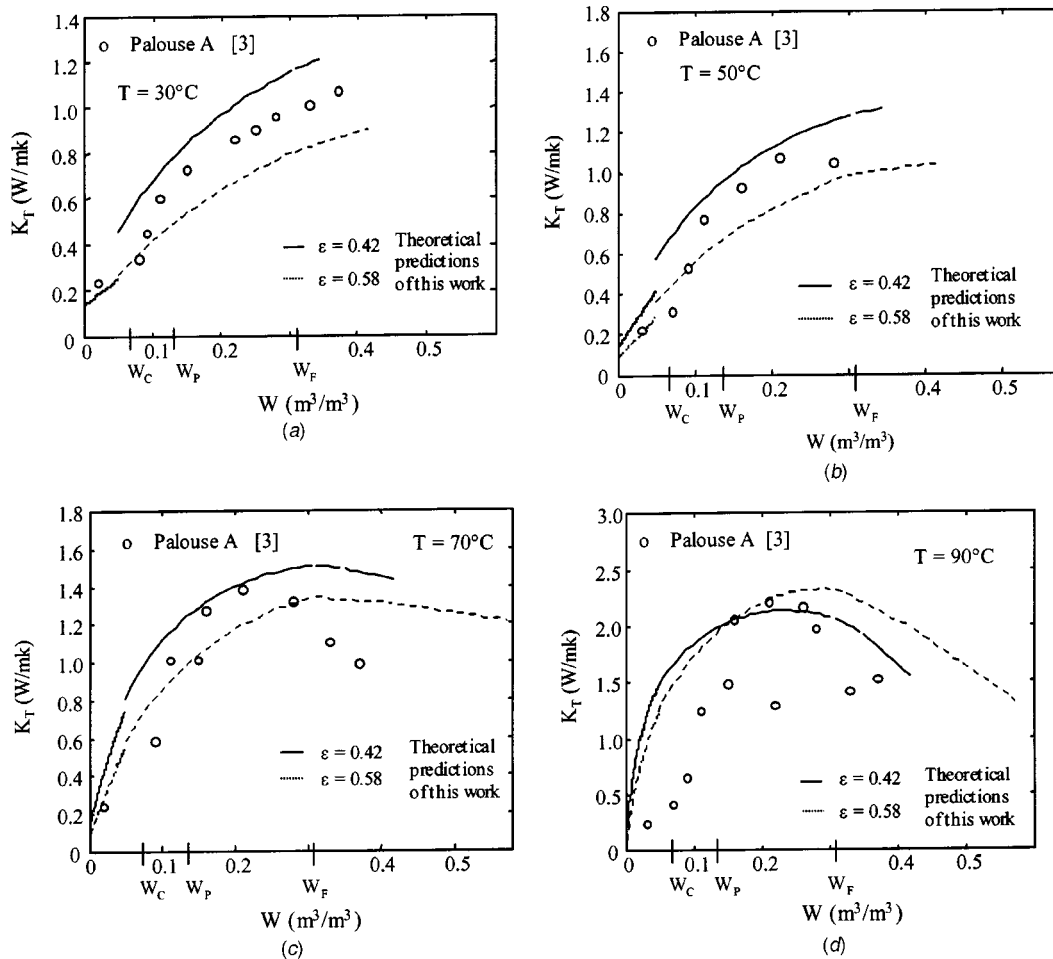 1.4
1.2
1.0
0.8
0.6
0.4
0.2
0
K_T (W/mk)
Palouse A [3]
T = 30°C
ε = 0.42
ε = 0.58
Theoretical
predictions
of this work
0 0.1 0.2 0.4 0.5
W_C W_P W_F
W (m³/m³)
(a)
1.8
1.6
1.4
1.2
1.0
0.8
0.6
0.4
0.2
0
K_T (W/mk)
Palouse A [3]
T = 50°C
ε = 0.42
ε = 0.58
Theoretical
predictions
of this work
0 0.1 0.2 0.4 0.5
W_C W_P W_F
W (m³/m³)
(b)
1.8
1.6
1.4
1.2
1.0
0.8
0.6
0.4
0.2
0
K_T (W/mk)
Palouse A [3]
T = 70°C
ε = 0.42
ε = 0.58
Theoretical
predictions
of this work
0 0.1 0.2 0.4 0.5
W_C W_P W_F
W (m³/m³)
(c)
3.0
2.5
2.0
1.5
1.0
0.5
0
K_T (W/mk)
Palouse A [3]
T = 90°C
ε = 0.42
ε = 0.58
Theoretical
predictions
of this work
0 0.1 0.2 0.4 0.5
W_C W_P W_F
W (m³/m³)
(d)